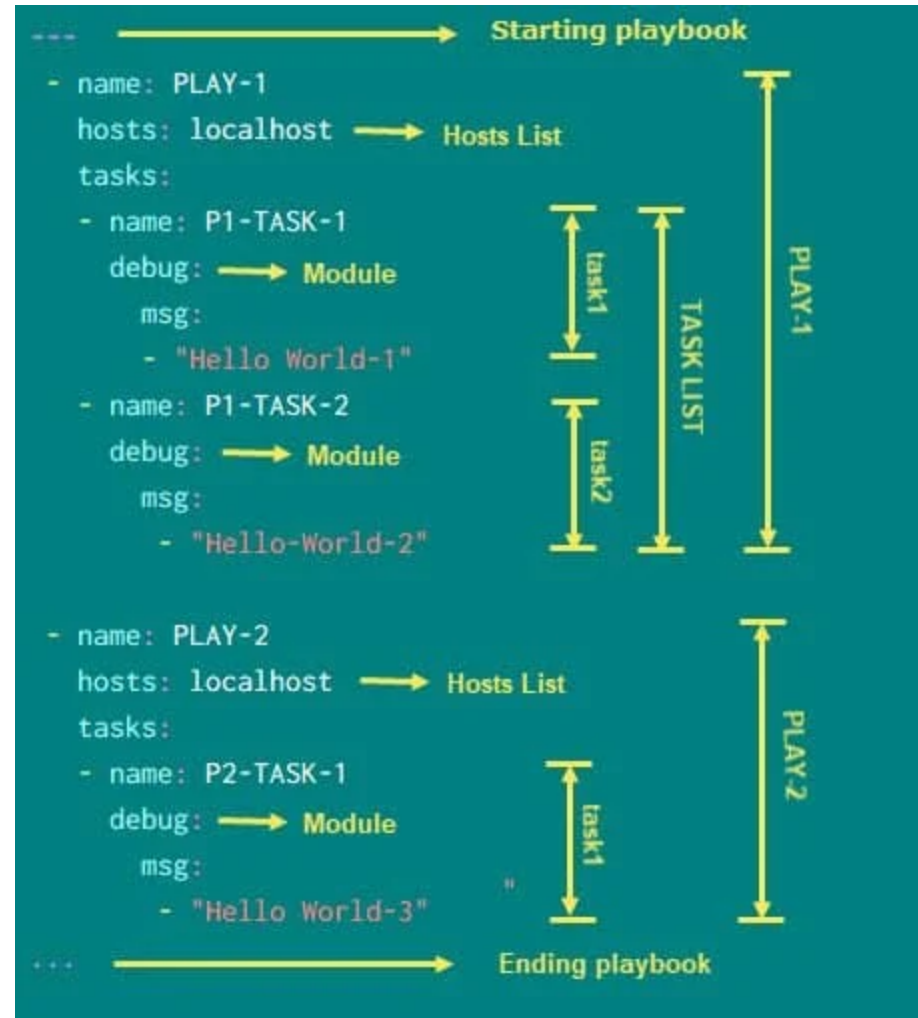 --- Starting playbook
- name: PLAY-1
hosts: localhost Hosts List
tasks:
- name: P1-TASK-1
debug: Module
msg:
- "Hello World-1"
- name: P1-TASK-2
debug: Module
msg:
- "Hello-World-2"
task1
task2
TASK LIST
PLAY-1
- name: PLAY-2
hosts: localhost Hosts List
tasks:
- name: P2-TASK-1
debug: Module
msg:
- "Hello World-3" "
task1
PLAY-2
... Ending playbook